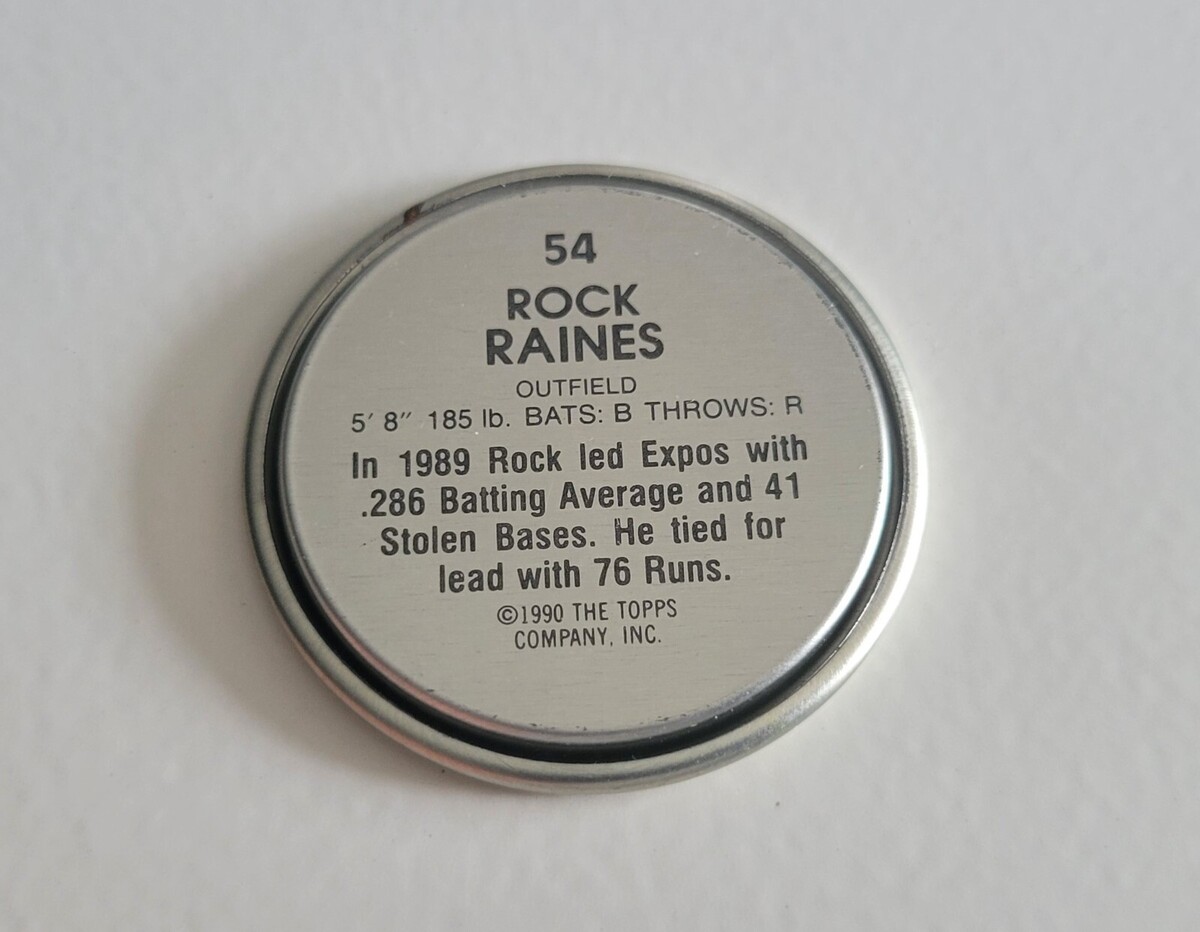 54
ROCK
RAINES
OUTFIELD
5' 8" 185 lb. BATS: B THROWS: R
In 1989 Rock led Expos with
.286 Batting Average and 41
Stolen Bases. He tied for
lead with 76 Runs.
©1990 THE TOPPS
COMPANY, INC.